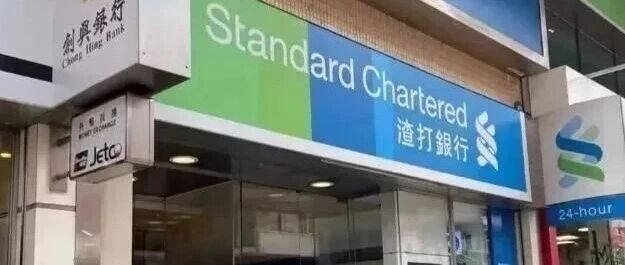 創興銀行
Chong Hing Bank
外幣找換
MONEY EXCHANGE
Jetco
Standard Chartered
渣打銀行
24-hour